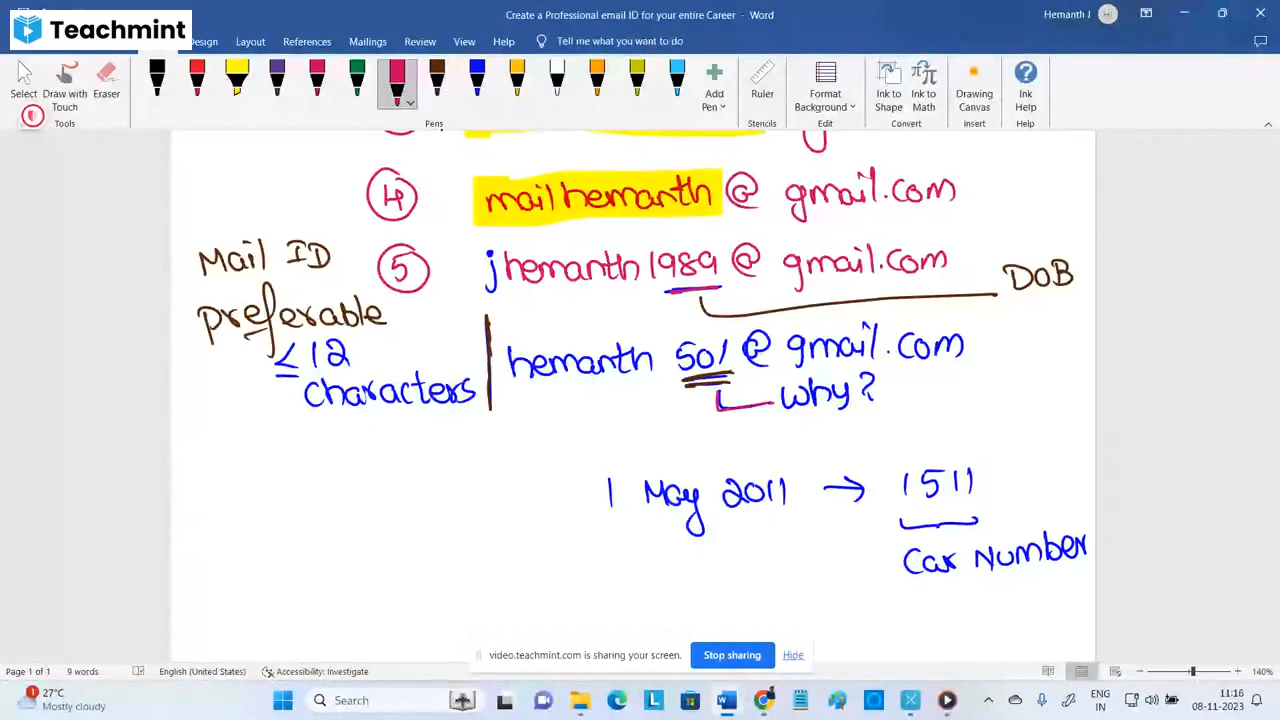 Create a Professional email ID for your entire Career - Word
Hemanth J
Teachmint
Design Layout References Mailings Review View Help Tell me what you want to do
Select
Draw with Touch
Eraser
Add Pen
Ruler
Format Background
Ink to Shape
Ink to Math
Drawing Canvas
Ink Help
Tools
Pens
Stencils
Edit
Convert
Insert
Help
4 mailhemanth@ gmail.com
Mail ID
preferable
≤ 12
characters
5 jhemanth1989@ gmail.com
DOB
hemanth 501@ gmail.com
Why?
1 May 2011 → 1511
Car Number
video.teachmint.com is sharing your screen. Stop sharing Hide
Page 1 of 1 9 words English (United States) Accessibility: Investigate 140%
1
27°C
Mostly cloudy
Search
ENG
IN
11:16
08-11-2023